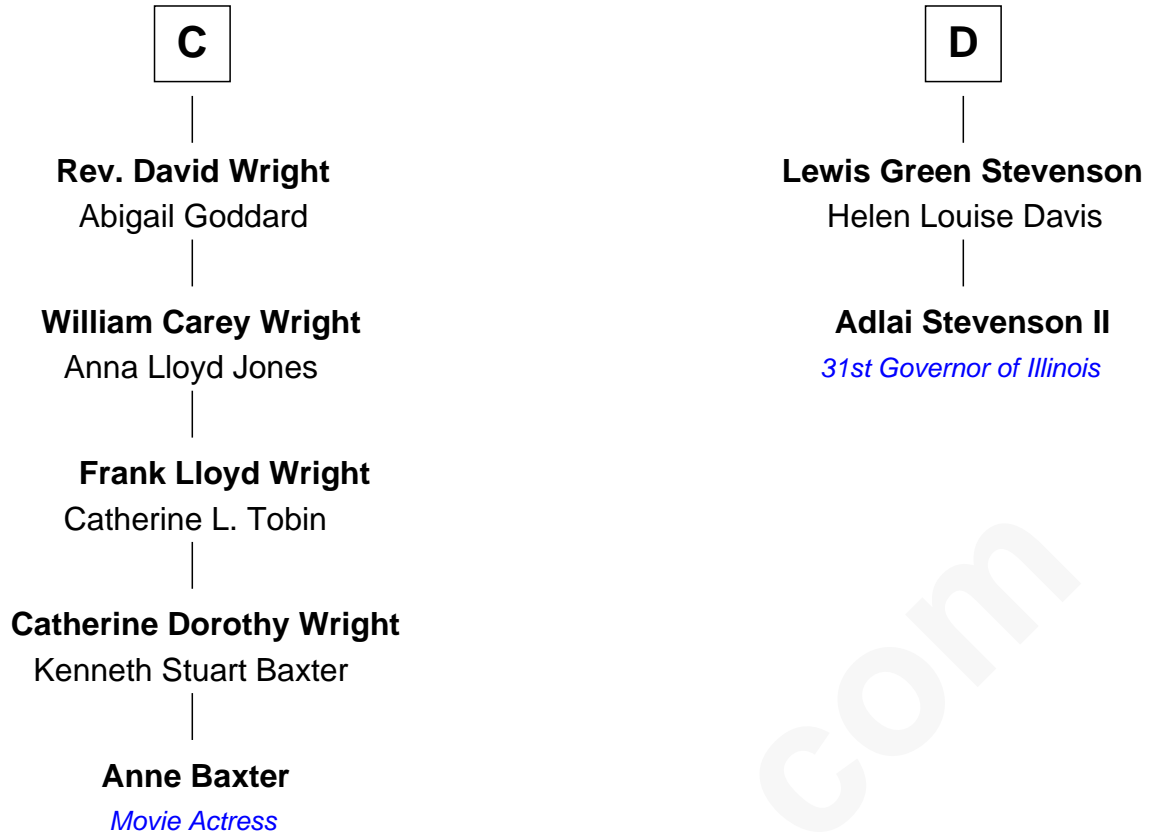 C
Rev. David Wright
Abigail Goddard
William Carey Wright
Anna Lloyd Jones
Frank Lloyd Wright
Catherine L. Tobin
Catherine Dorothy Wright
Kenneth Stuart Baxter
Anne Baxter
Movie Actress
D
Lewis Green Stevenson
Helen Louise Davis
Adlai Stevenson II
31st Governor of Illinois
com